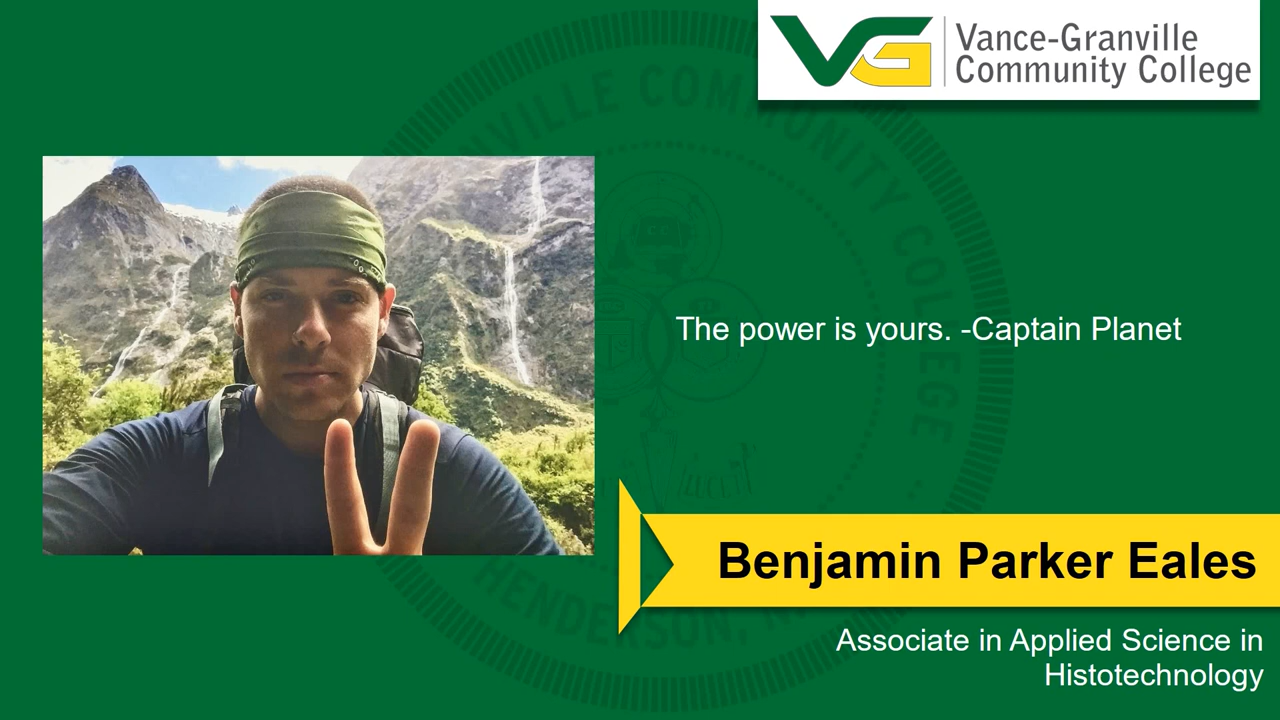 Vance-Granville
Community College
The power is yours. -Captain Planet
Benjamin Parker Eales
Associate in Applied Science in
Histotechnology